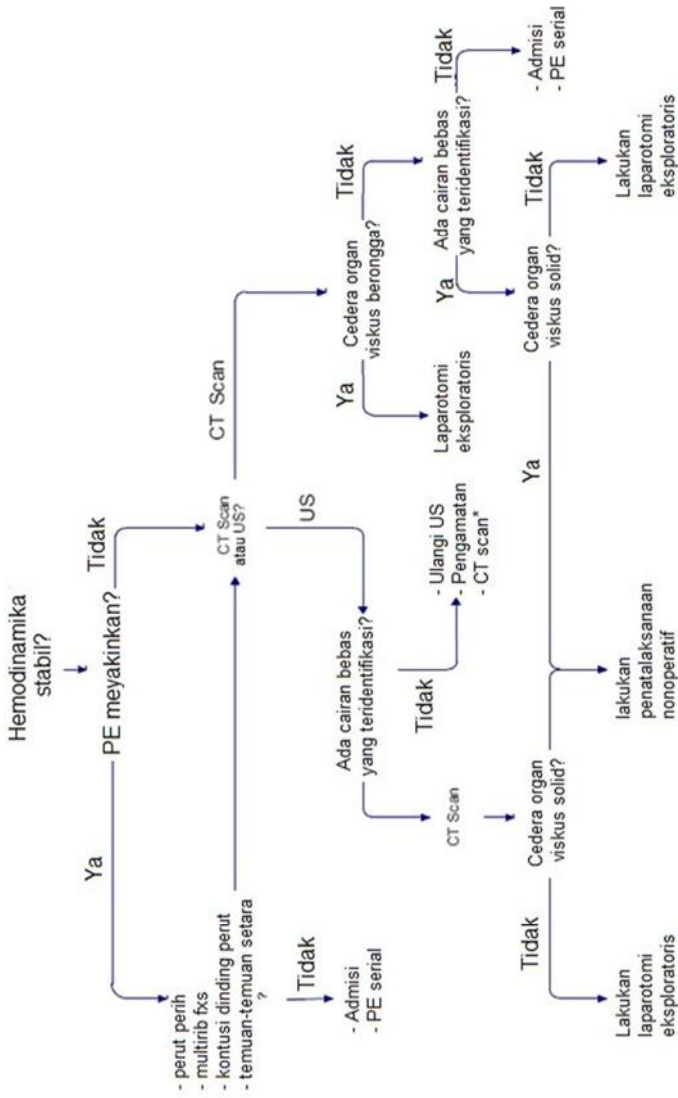 Hemodinamika
stabil?
PE meyakinkan?
Ya
Tidak
- perut perih
- multirib fxs
- kontusi dinding perut
- temuan-temuan setara
?
CT Scan
atau US?
Tidak
- Admisi
- PE serial
US
CT Scan
Ada cairan bebas
yang teridentifikasi?
Tidak
- Ulangi US
- Pengamatan
- CT scan*
Cedera organ
viskus berongga?
Ya
Tidak
Laparotomi
eksploratoris
Ada cairan bebas
yang teridentifikasi?
Ya
Tidak
- Admisi
- PE serial
CT Scan
Cedera organ
viskus solid?
Tidak
Ya
Cedera organ
viskus solid?
Tidak
Lakukan
laparotomi
eksploratoris
lakukan
penatalaksanaan
nonoperatif
Lakukan
laparotomi
eksploratoris